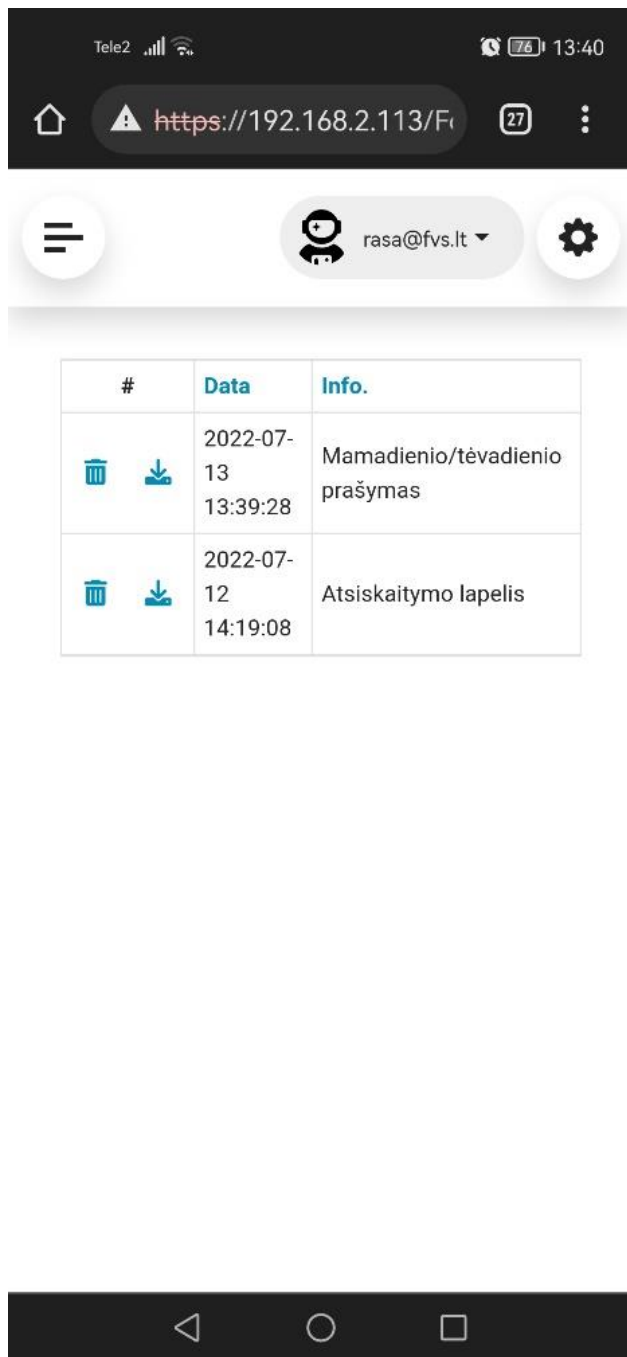 Tele2 76 13:40
https://192.168.2.113/F 27
rasa@fvs.lt
# Data Info.
2022-07-
13
13:39:28
Mamadienio/tėvadienio
prašymas
2022-07-
12
14:19:08
Atsiskaitymo lapelis